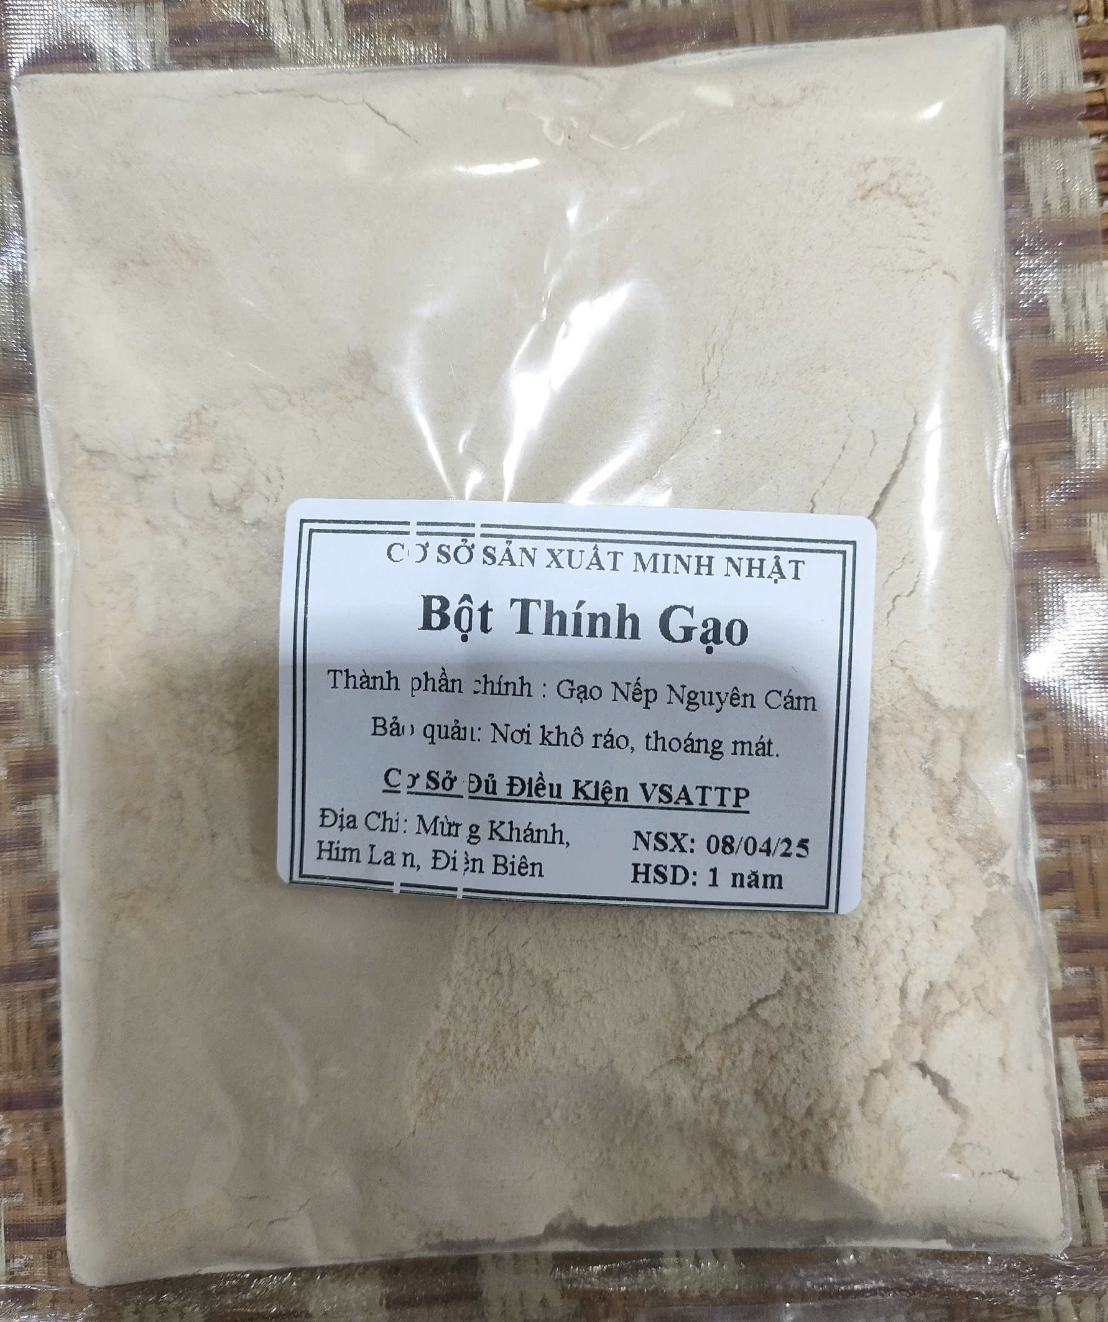 CƠ SỞ SẢN XUẤT MINH NHẬT
Bột Thính Gạo
Thành phần chính : Gạo Nếp Nguyên Cám
Bảo quản: Nơi khô ráo, thoáng mát.
Cơ Sở Đủ Điều Kiện VSATTP
Địa Chỉ: Mừng Khánh,
Him Lam, Điện Biên
NSX: 08/04/25
HSD: 1 năm